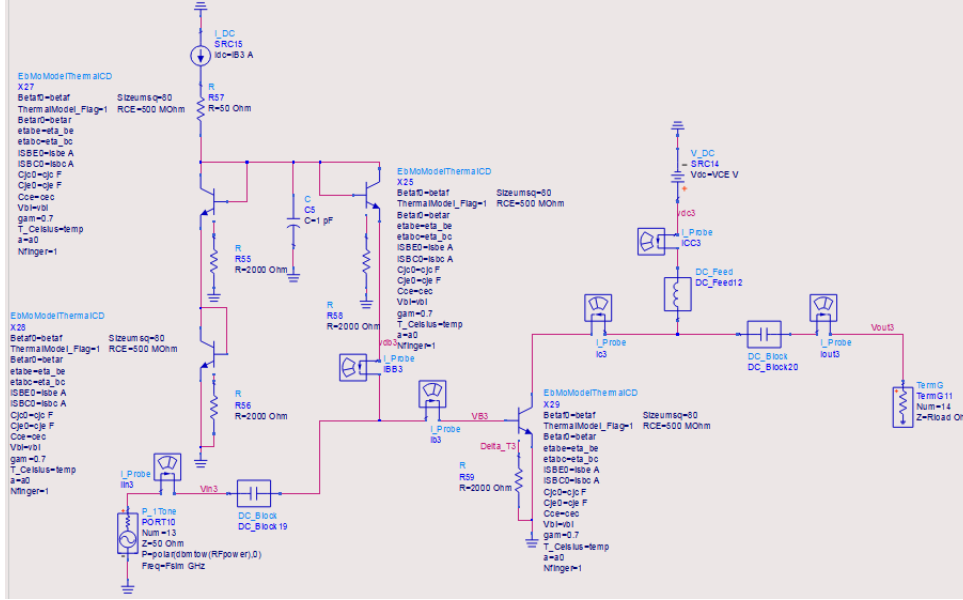 I_DC
SRC15
Idc=IB3 A
R
R57
R=50 Ohm
EbMoModelThermalCD
X27
Betaf0=betaf Sizeumsq=80
ThermalModel_Flag=1 RCE=500 MOhm
Betar0=betar
etabe=eta_be
etabc=eta_bc
ISBE0=isbe A
ISBC0=isbc A
Cjc0=cjc F
Cje0=cje F
Cce=cec
Vbi=vbi
gam=0.7
T_Celsius=temp
a=a0
Nfinger=1
C
C5
C=1 pF
R
R55
R=2000 Ohm
EbMoModelThermalCD
X25
Betaf0=betaf Sizeumsq=80
ThermalModel_Flag=1 RCE=500 MOhm
Betar0=betar
etabe=eta_be
etabc=eta_bc
ISBE0=isbe A
ISBC0=isbc A
Cjc0=cjc F
Cje0=cje F
Cce=cec
Vbi=vbi
gam=0.7
T_Celsius=temp
a=a0
Nfinger=1
R
R58
R=2000 Ohm
vdb3
I_Probe
IBB3
V_DC
SRC14
Vdc=VCE V
vdc3
I_Probe
ICC3
DC_Feed
DC_Feed12
I_Probe
Ic3
DC_Block
DC_Block20
I_Probe
Iout3
Vout3
TermG
TermG11
Num=14
Z=Rload Oh
EbMoModelThermalCD
X28
Betaf0=betaf Sizeumsq=80
ThermalModel_Flag=1 RCE=500 MOhm
Betar0=betar
etabe=eta_be
etabc=eta_bc
ISBE0=isbe A
ISBC0=isbc A
Cjc0=cjc F
Cje0=cje F
Cce=cec
Vbi=vbi
gam=0.7
T_Celsius=temp
a=a0
Nfinger=1
R
R56
R=2000 Ohm
I_Probe
Ib3
VB3
Delta_T3
R
R59
R=2000 Ohm
EbMoModelThermalCD
X29
Betaf0=betaf Sizeumsq=80
ThermalModel_Flag=1 RCE=500 MOhm
Betar0=betar
etabe=eta_be
etabc=eta_bc
ISBE0=isbe A
ISBC0=isbc A
Cjc0=cjc F
Cje0=cje F
Cce=cec
Vbi=vbi
gam=0.7
T_Celsius=temp
a=a0
Nfinger=1
I_Probe
Iin3
Vin3
DC_Block
DC_Block19
P_1Tone
PORT10
Num=13
Z=50 Ohm
P=polar(dbmtow(RFpower),0)
Freq=Fsim GHz